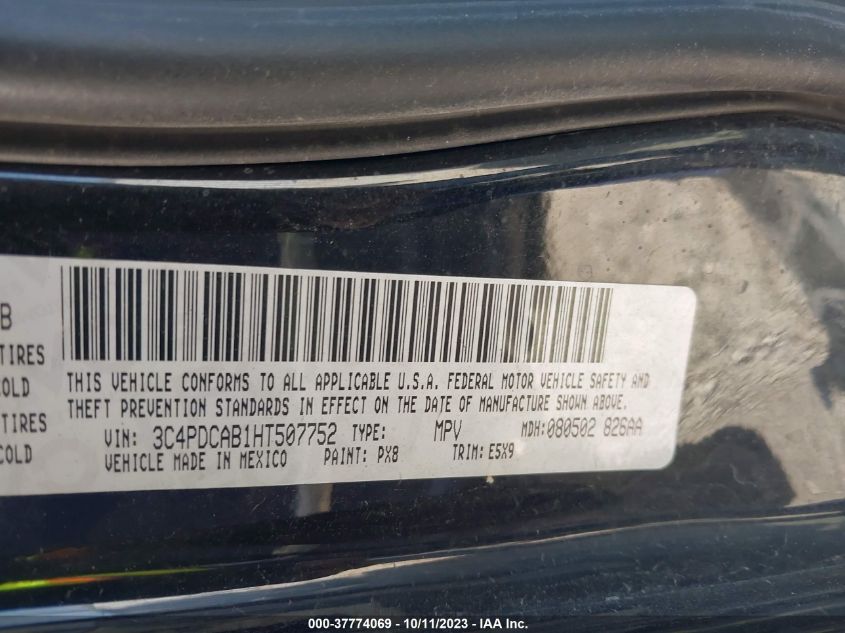 B
TIRES
COLD
TIRES
COLD
THIS VEHICLE CONFORMS TO ALL APPLICABLE U.S.A. FEDERAL MOTOR VEHICLE SAFETY AND
THEFT PREVENTION STANDARDS IN EFFECT ON THE DATE OF MANUFACTURE SHOWN ABOVE.
VIN: 3C4PDCAB1HT507752 TYPE: MPV MDH:080502 826AA
VEHICLE MADE IN MEXICO PAINT: PX8 TRIM: E5X9
000-37774069 - 10/11/2023 - IAA Inc.